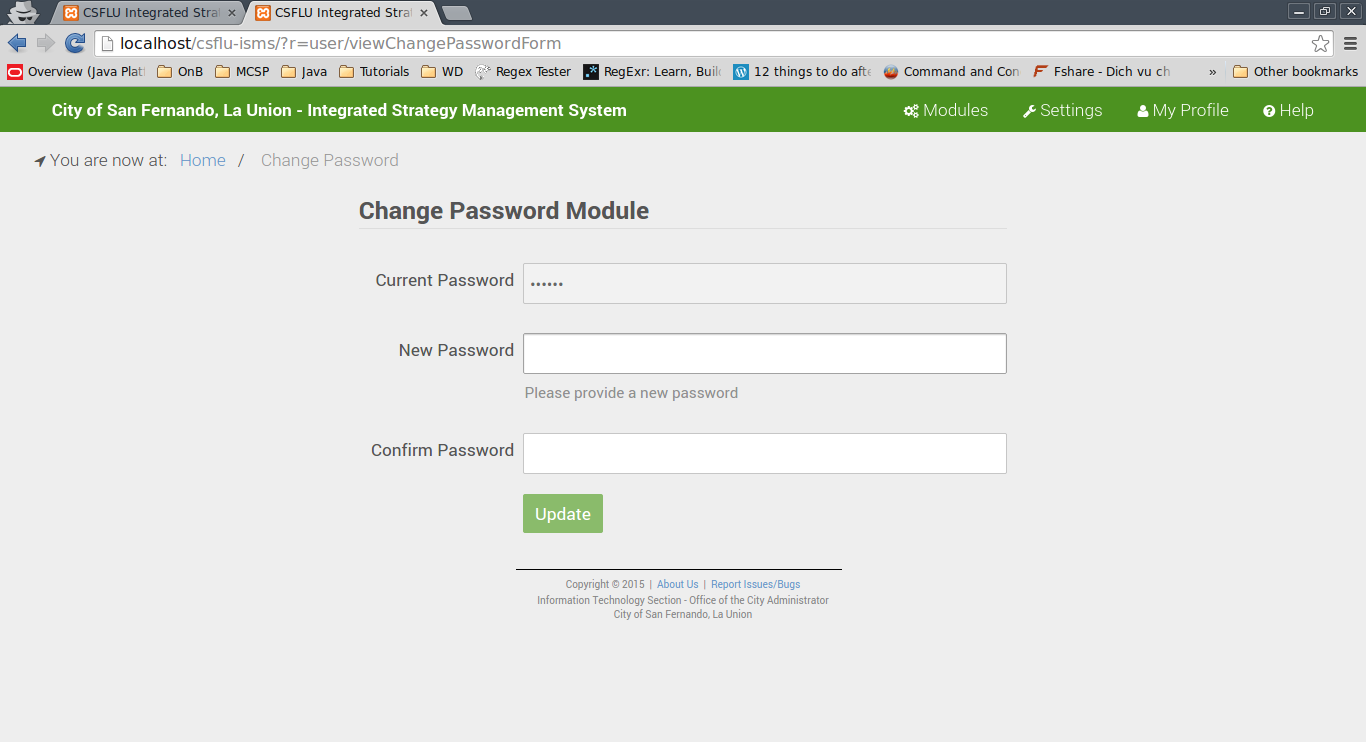 CSFLU Integrated Stra
CSFLU Integrated Strat
localhost/csflu-isms/?r=user/viewChangePasswordForm
Overview (Java Plat OnB MCSP Java Tutorials WD Regex Tester RegExr: Learn, Buil 12 things to do afte Command and Con Fshare - Dich vu ch » Other bookmarks
City of San Fernando, La Union - Integrated Strategy Management System Modules Settings My Profile Help
You are now at: Home / Change Password
Change Password Module
Current Password ••••••
New Password
Please provide a new password
Confirm Password
Update
Copyright © 2015 | About Us | Report Issues/Bugs
Information Technology Section - Office of the City Administrator
City of San Fernando, La Union